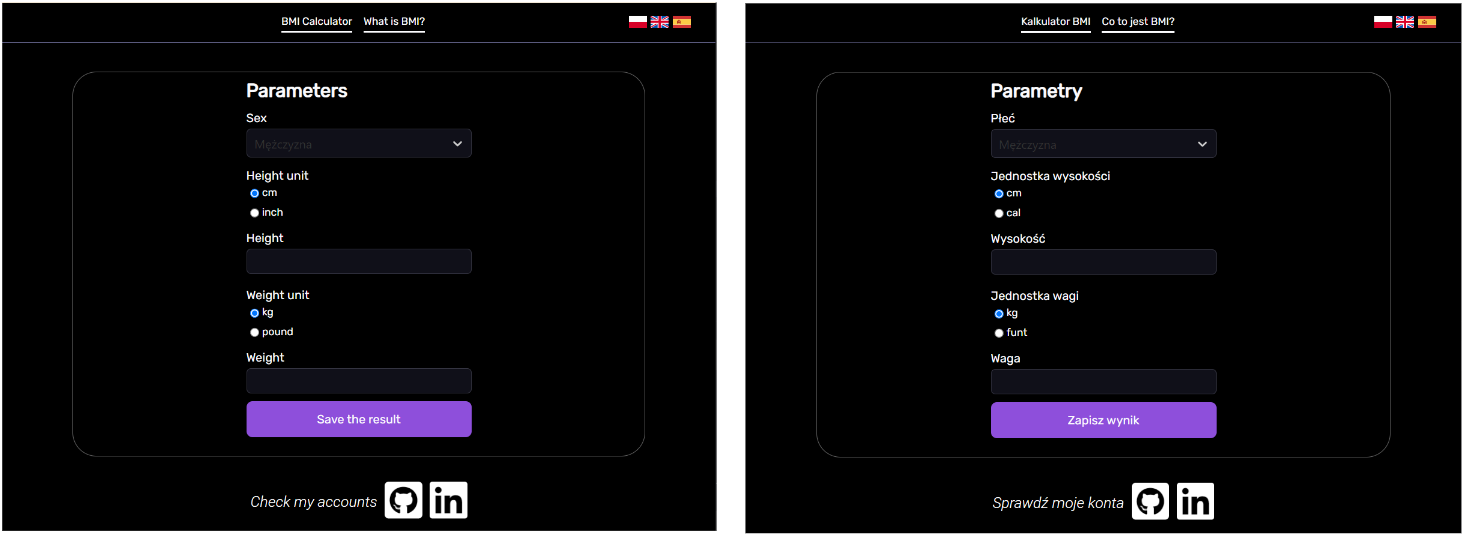 BMI Calculator What is BMI?
Parameters
Sex
Mężczyzna
Height unit
cm
inch
Height
Weight unit
kg
pound
Weight
Save the result
Check my accounts
in
Kalkulator BMI Co to jest BMI?
Parametry
Płeć
Mężczyzna
Jednostka wysokości
cm
cal
Wysokość
Jednostka wagi
kg
funt
Waga
Zapisz wynik
Sprawdź moje konta
in